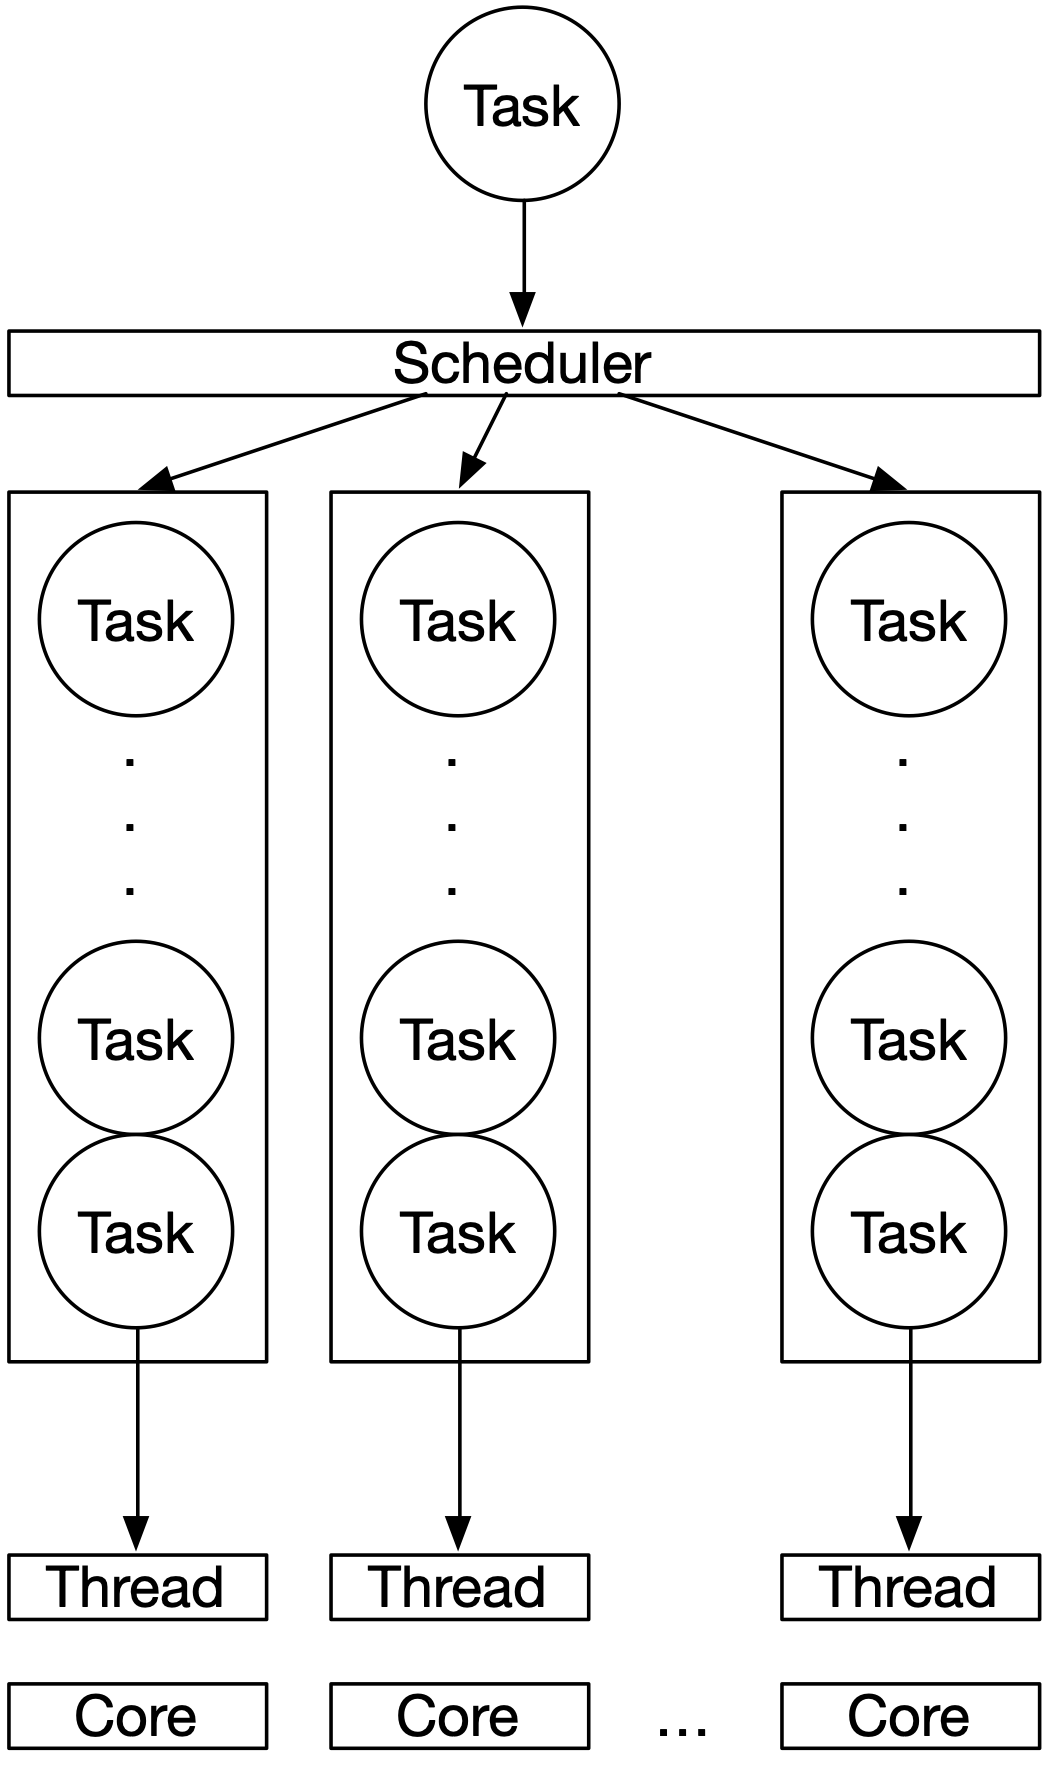 Task
Scheduler
Task Task Task
. . .
. . .
. . .
Task Task Task
Task Task Task
Thread Thread Thread
Core Core ... Core